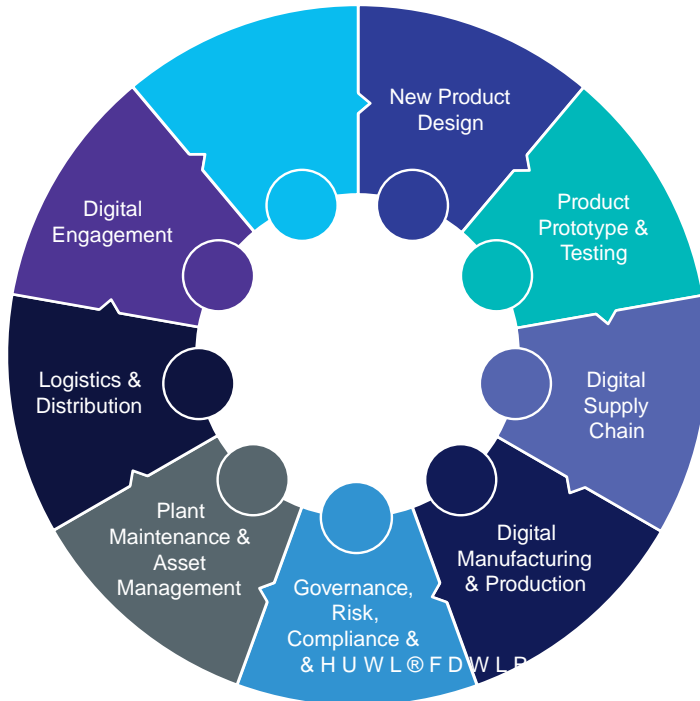 New Product
Design
Product
Prototype &
Testing
Digital
Supply
Chain
Digital
Manufacturing
& Production
Governance,
Risk,
Compliance &
& H U W L ® F D W L R
Plant
Maintenance &
Asset
Management
Logistics &
Distribution
Digital
Engagement